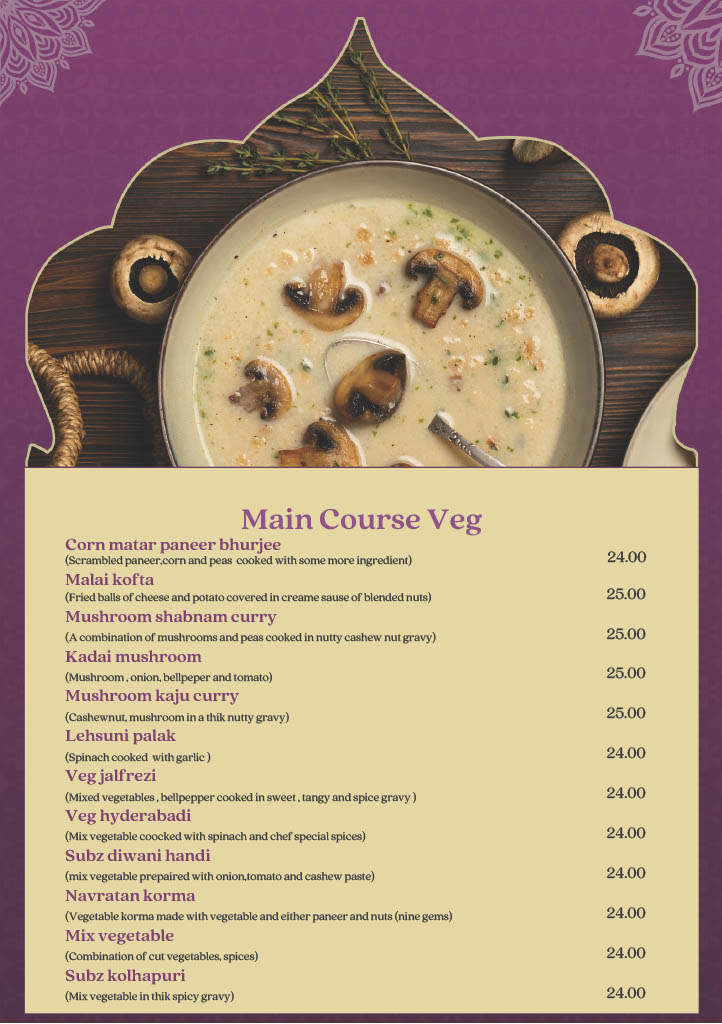 Main Course Veg
Corn matar paneer bhurjee
(Scrambled paneer,corn and peas cooked with some more ingredient) 24.00
Malai kofta
(Fried balls of cheese and potato covered in creame sause of blended nuts) 25.00
Mushroom shabnam curry
(A combination of mushrooms and peas cooked in nutty cashew nut gravy) 25.00
Kadai mushroom
(Mushroom , onion, bellpeper and tomato) 25.00
Mushroom kaju curry
(Cashewnut, mushroom in a thik nutty gravy) 25.00
Lehsuni palak
(Spinach cooked with garlic ) 24.00
Veg jalfrezi
(Mixed vegetables , bellpepper cooked in sweet , tangy and spice gravy ) 24.00
Veg hyderabadi
(Mix vegetable coocked with spinach and chef special spices) 24.00
Subz diwani handi
(mix vegetable prepaired with onion,tomato and cashew paste) 24.00
Navratan korma
(Vegetable korma made with vegetable and either paneer and nuts (nine gems) 24.00
Mix vegetable
(Combination of cut vegetables, spices) 24.00
Subz kolhapuri
(Mix vegetable in thik spicy gravy) 24.00